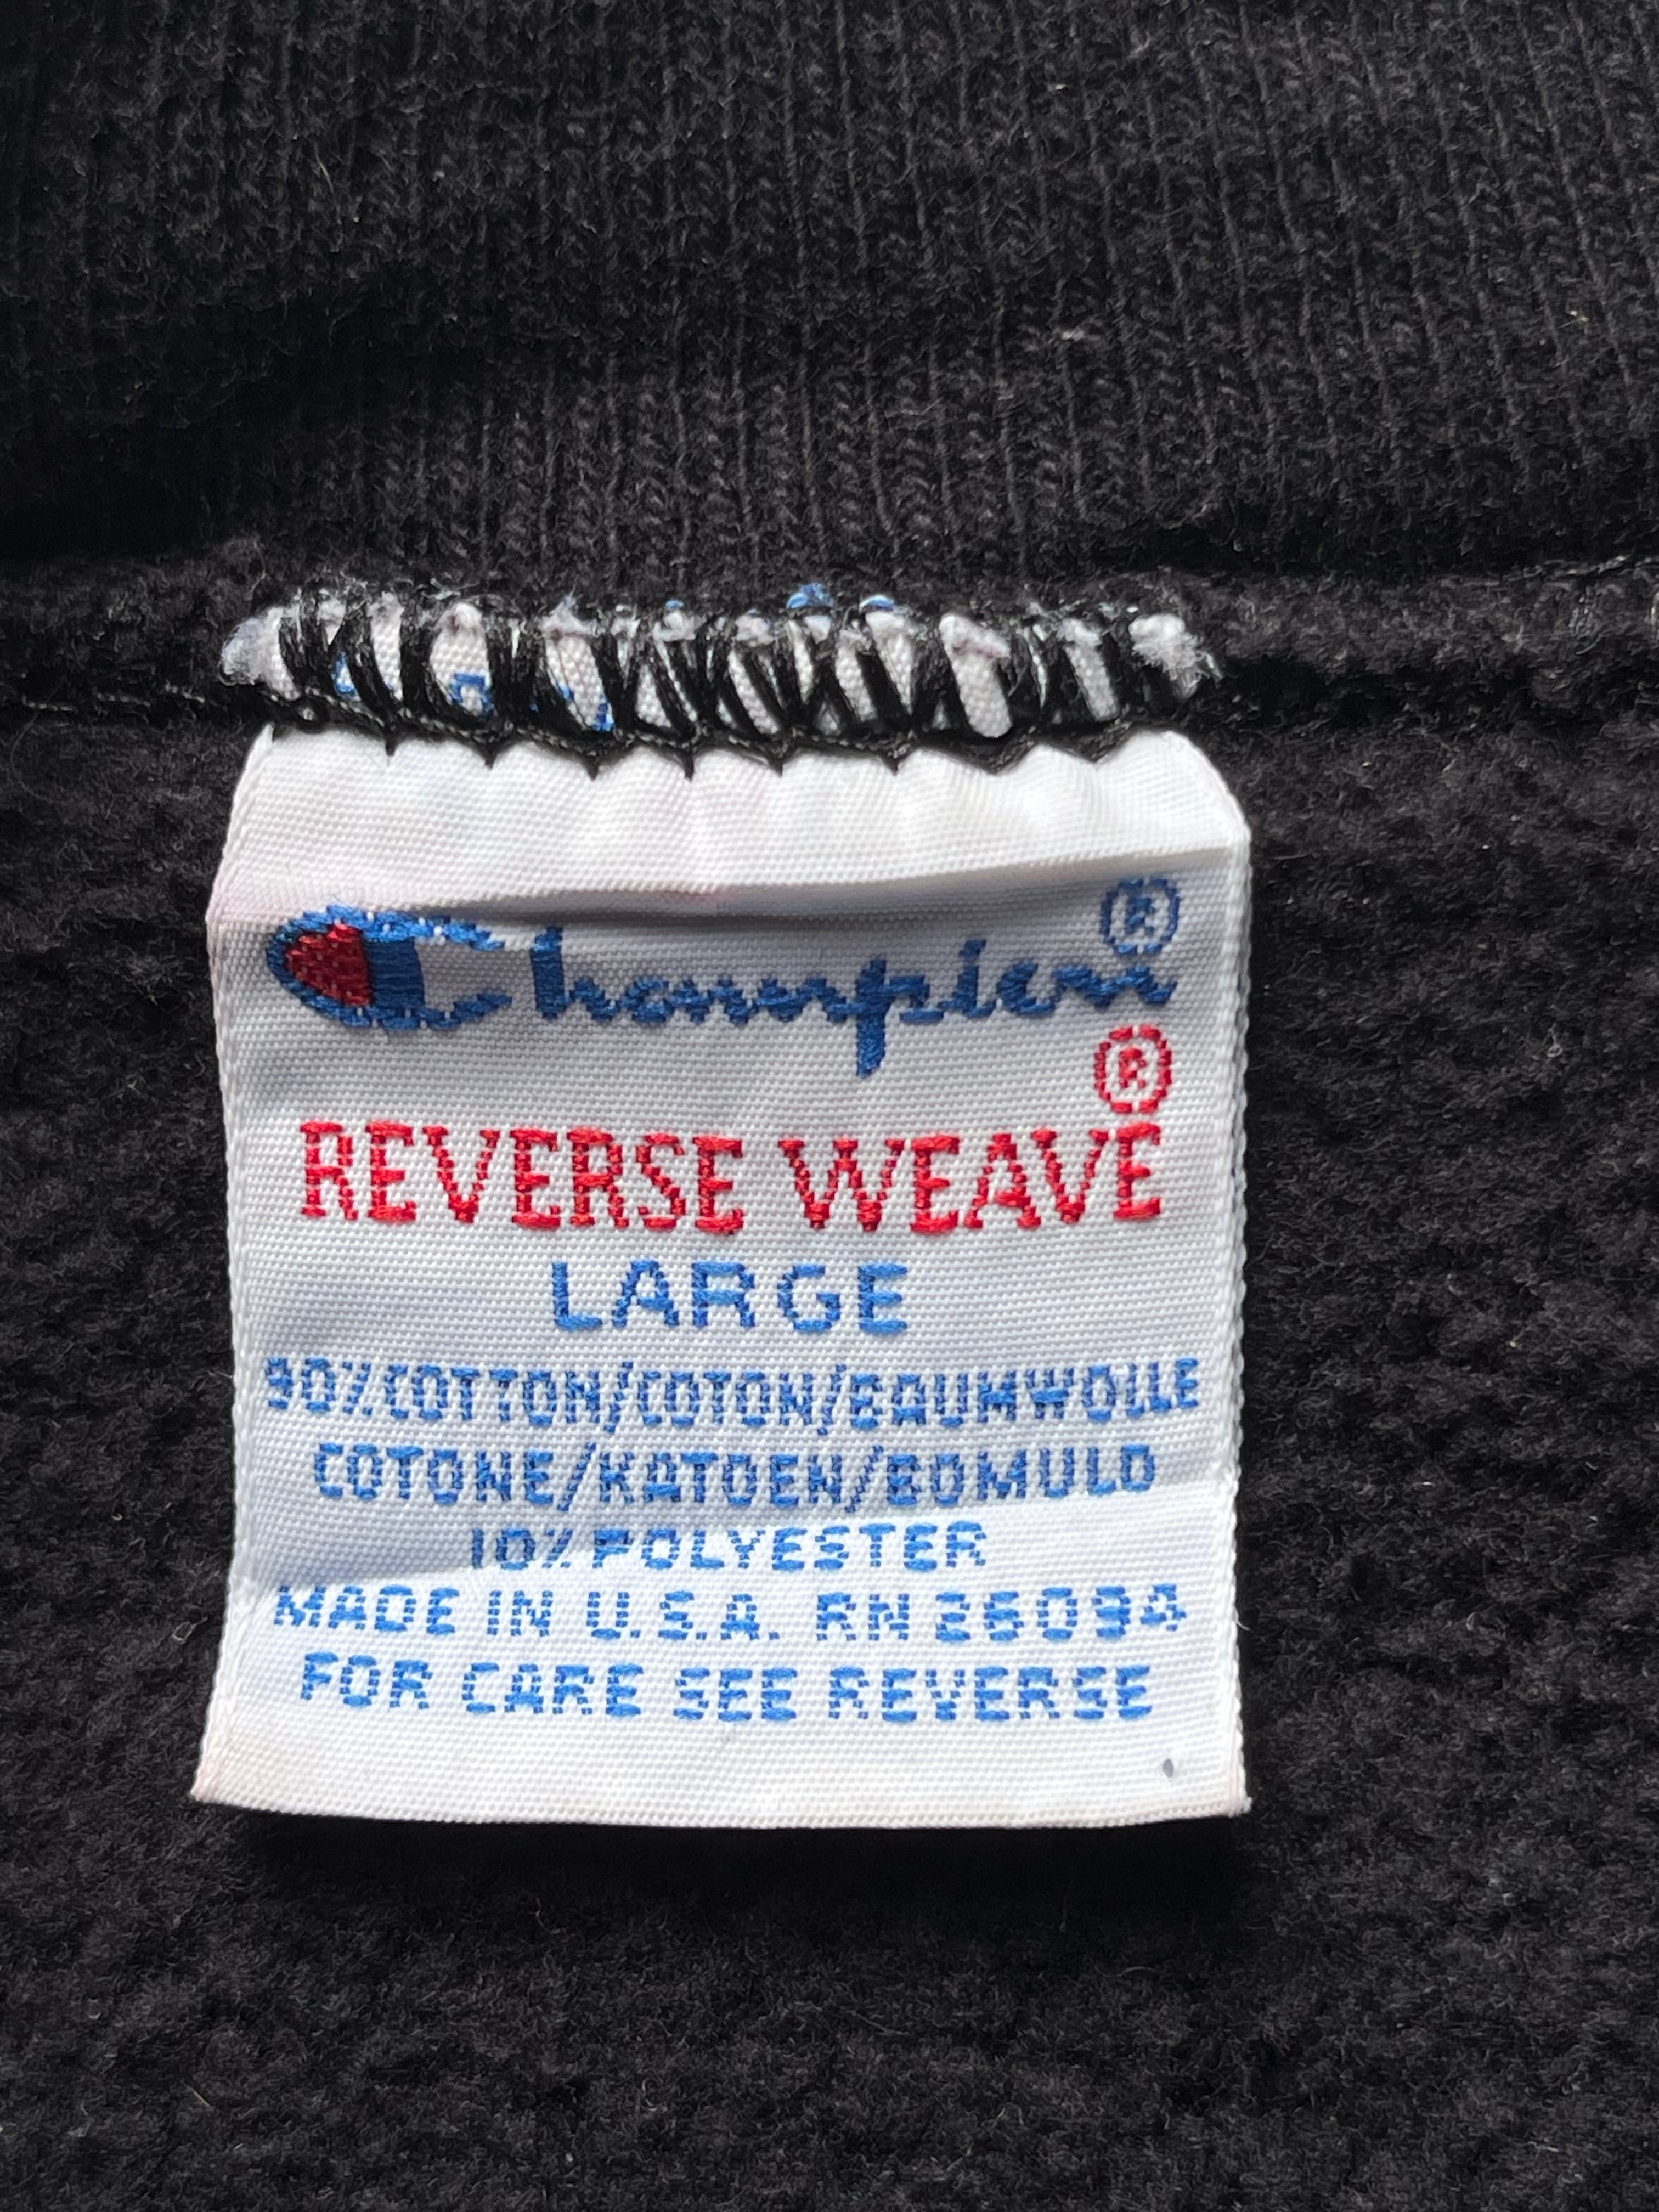 Champion®
®
REVERSE WEAVE
LARGE
90% COTTON/COTON/BAUMWOLLE
COTONE/KATOEN/BOMULD
10% POLYESTER
MADE IN U.S.A. RN 26094
FOR CARE SEE REVERSE